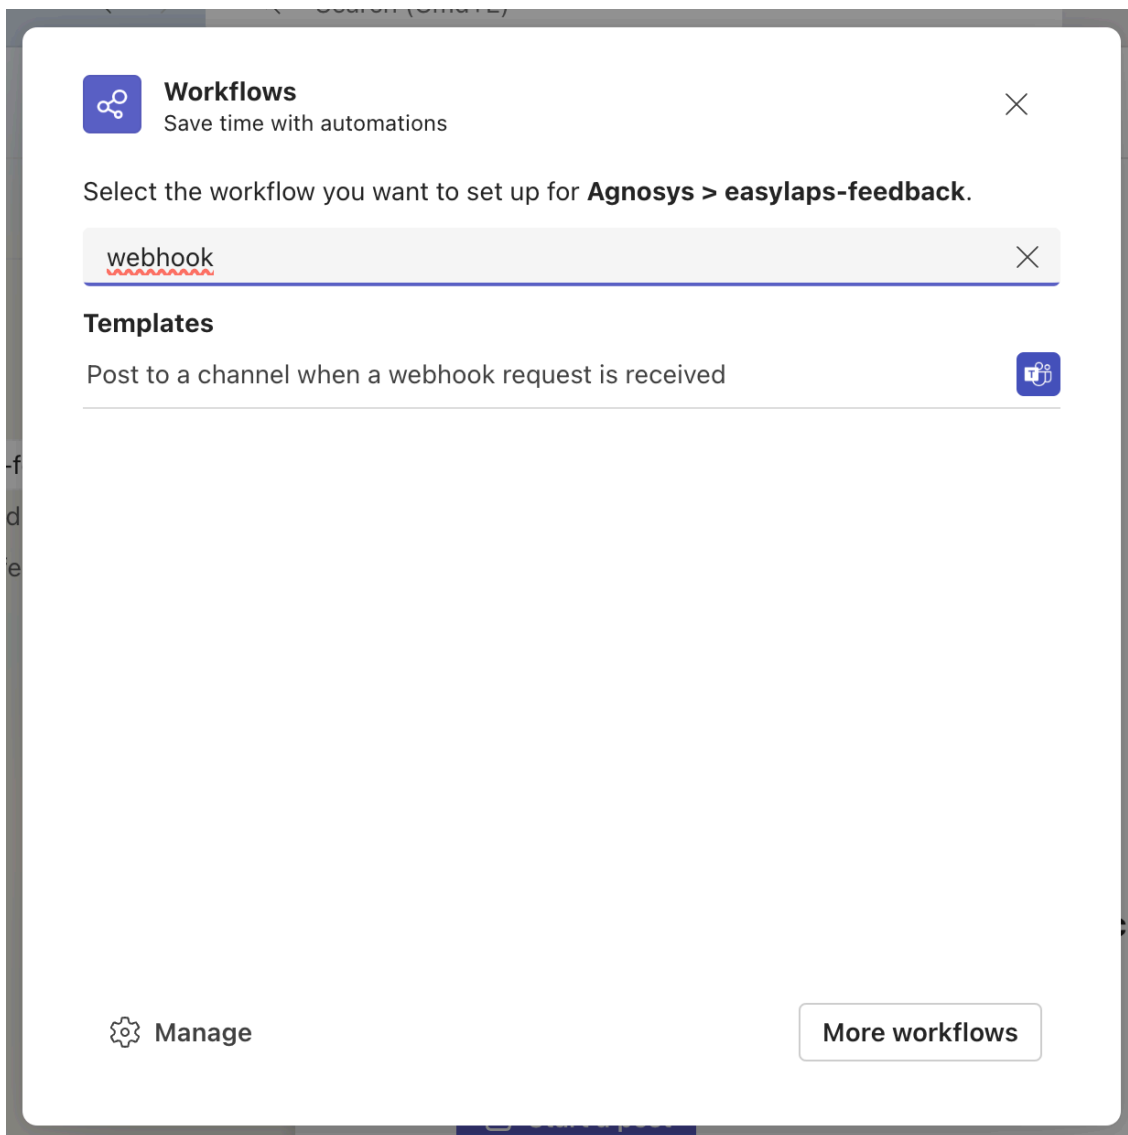 Workflows
Save time with automations
Select the workflow you want to set up for Agnosys > easylaps-feedback.
webhook
Templates
Post to a channel when a webhook request is received
-f
d
fe
Manage
More workflows